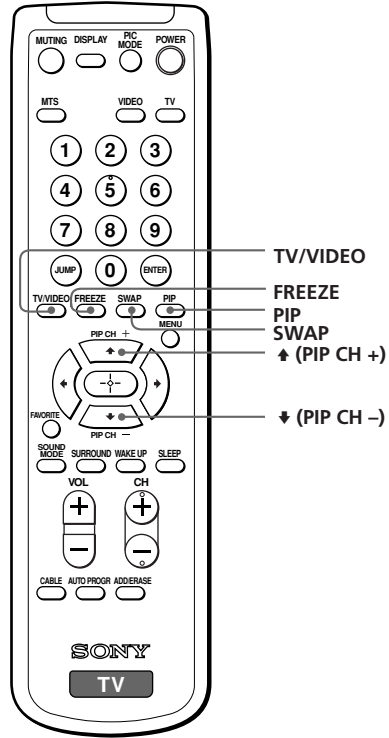 MUTING DISPLAY PIC MODE POWER
MTS VIDEO TV
1 2 3
4 5 6
7 8 9
JUMP 0 ENTER
TV/VIDEO FREEZE SWAP PIP
PIP CH +
MENU
FAVORITE
PIP CH –
SOUND MODE SURROUND WAKE UP SLEEP
VOL CH
+ +
– –
CABLE AUTO PROGR ADD/ERASE
SONY
TV
TV/VIDEO
FREEZE
PIP
SWAP
🡅 (PIP CH +)
🡇 (PIP CH –)